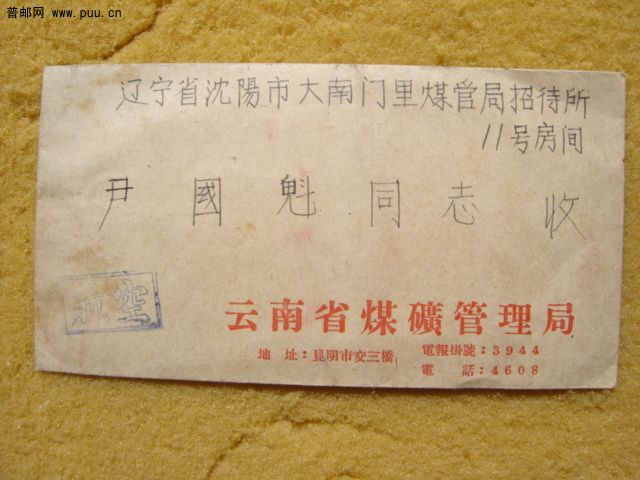 普邮网 www.puu.cn
辽宁省沈陽市大南门里煤管局招待所
11号房间
尹國魁同志收
航空
云南省煤礦管理局
地址:昆明市交三橋
電報掛號:3944
電話:4608